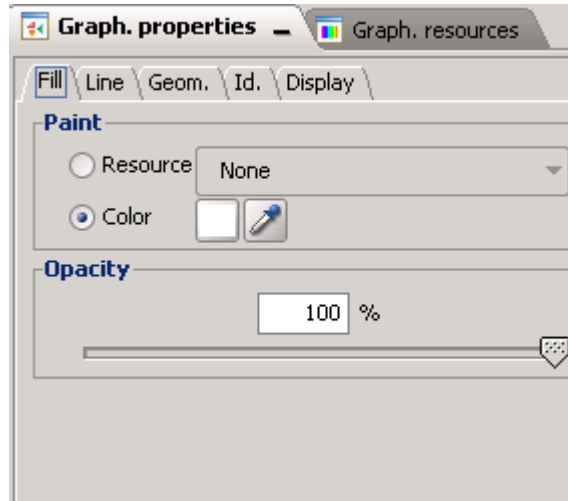 Graph. properties Graph. resources
Fill Line Geom. Id. Display
Paint
Resource None
Color
Opacity
100 %